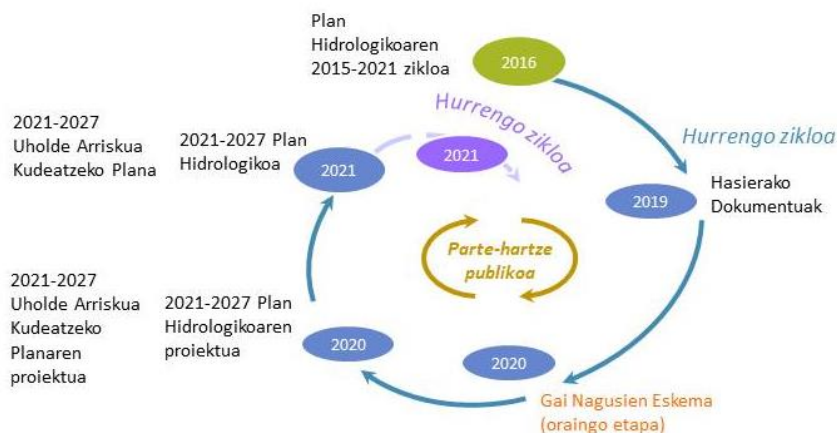 Plan
Hidrologikoaren
2015-2021 zikloa
2016
Hurrengo zikloa
Hurrengo zikloa
2021-2027
Uholde Arriskua
Kudeatzeko Plana
2021-2027 Plan
Hidrologikoa
2021
2021
2019
Hasierako
Dokumentuak
Parte-hartze
publikoa
2021-2027
Uholde Arriskua
Kudeatzeko
Planaren
proiektua
2021-2027 Plan
Hidrologikoaren
proiektua
2020
2020
Gai Nagusien Eskema
(oraingo etapa)